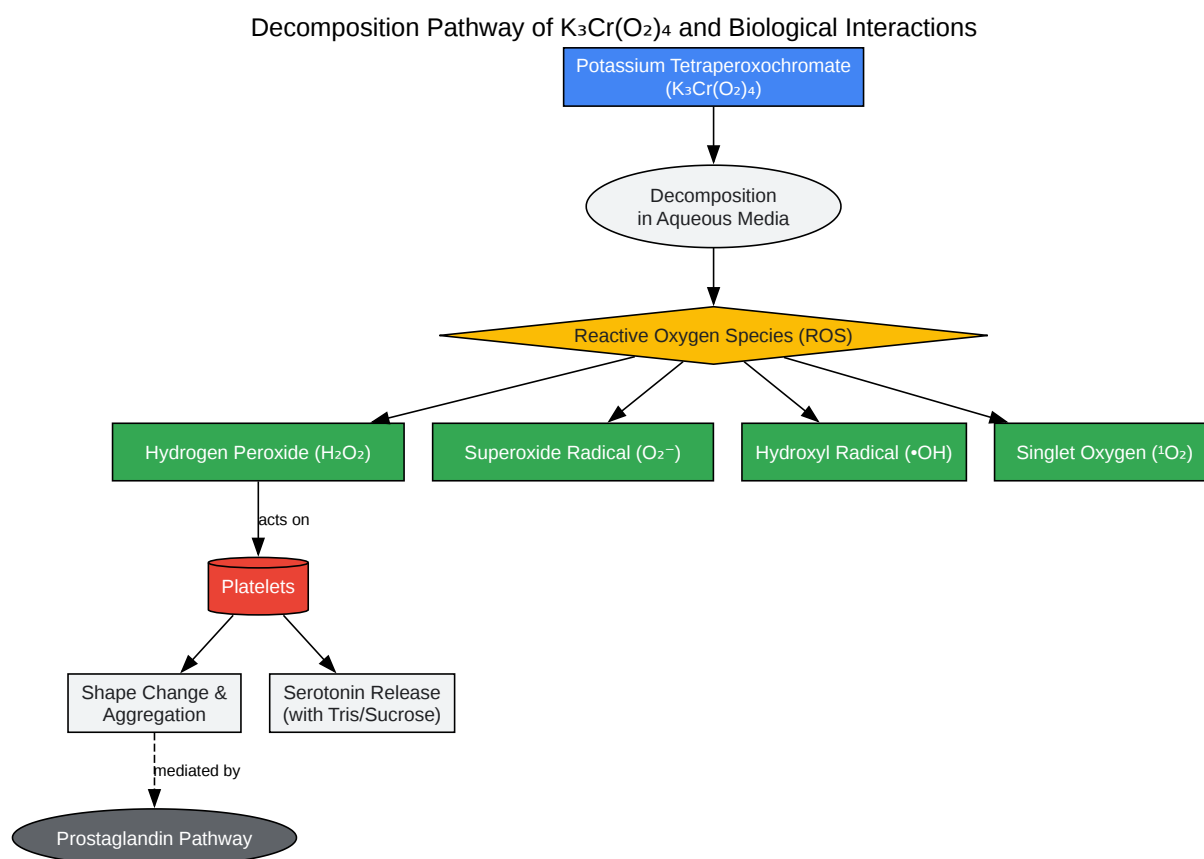 Decomposition Pathway of K₃Cr(O₂)₄ and Biological Interactions
Potassium Tetraperoxochromate
(K₃Cr(O₂)₄)
Decomposition
in Aqueous Media
Reactive Oxygen Species (ROS)
Hydrogen Peroxide (H₂O₂)
Superoxide Radical (O₂⁻)
Hydroxyl Radical (•OH)
Singlet Oxygen (¹O₂)
acts on
Platelets
Shape Change &
Aggregation
Serotonin Release
(with Tris/Sucrose)
mediated by
Prostaglandin Pathway